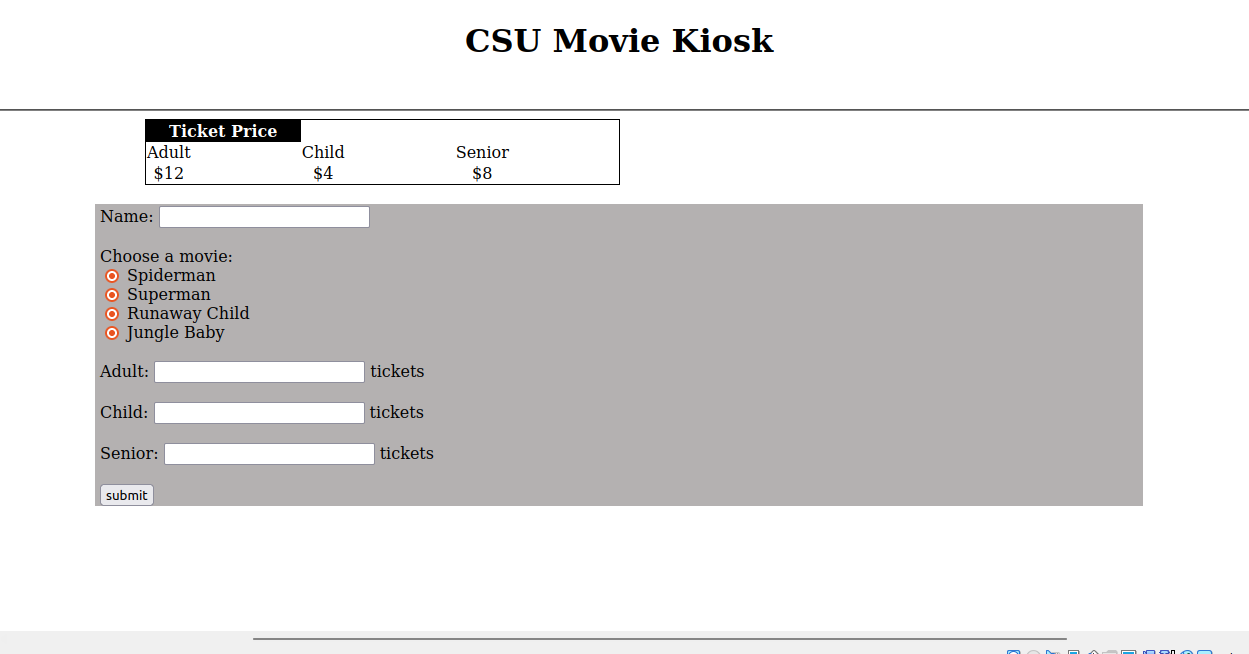 CSU Movie Kiosk
Ticket Price
Adult Child Senior
$12 $4 $8
Name:
Choose a movie:
Spiderman
Superman
Runaway Child
Jungle Baby
Adult: tickets
Child: tickets
Senior: tickets
submit